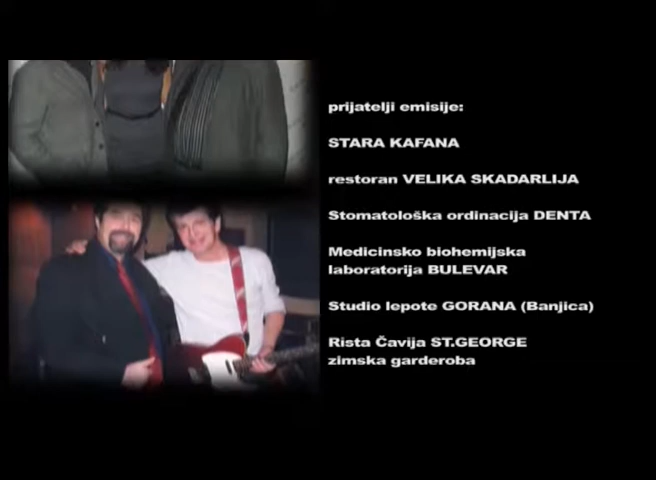 prijatelji emisije:
STARA KAFANA
restoran VELIKA SKADARLIJA
Stomatološka ordinacija DENTA
Medicinsko biohemijska
laboratorija BULEVAR
Studio lepote GORANA (Banjica)
Rista Čavija ST.GEORGE
zimska garderoba